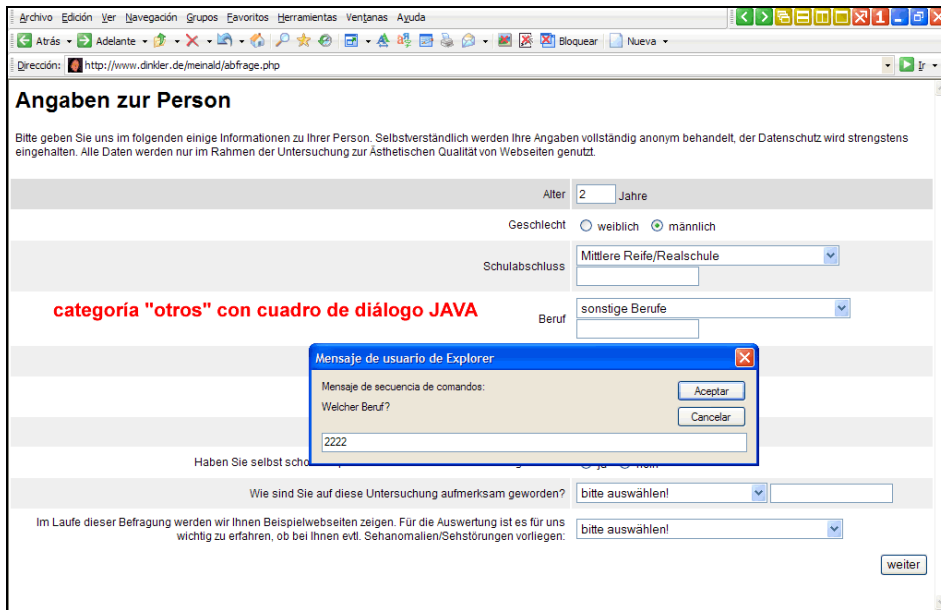 Archivo Edición Ver Navegación Grupos Favoritos Herramientas Ventanas Ayuda
Atrás Adelante Bloquear Nueva
Dirección: http://www.dinkler.de/meinald/abfrage.php Ir
Angaben zur Person
Bitte geben Sie uns im folgenden einige Informationen zu Ihrer Person. Selbstverständlich werden Ihre Angaben vollständig anonym behandelt, der Datenschutz wird strengstens
eingehalten. Alle Daten werden nur im Rahmen der Untersuchung zur Ästhetischen Qualität von Webseiten genutzt.
Alter 2 Jahre
Geschlecht weiblich männlich
Schulabschluss Mittlere Reife/Realschule
categoría "otros" con cuadro de diálogo JAVA
Beruf sonstige Berufe
Mensaje de usuario de Explorer
Mensaje de secuencia de comandos:
Aceptar
Welcher Beruf?
Cancelar
2222
Haben Sie selbst scho
Wie sind Sie auf diese Untersuchung aufmerksam geworden? bitte auswählen!
Im Laufe dieser Befragung werden wir Ihnen Beispielwebseiten zeigen. Für die Auswertung ist es für uns
wichtig zu erfahren, ob bei Ihnen evtl. Sehanomalien/Sehstörungen vorliegen: bitte auswählen!
weiter